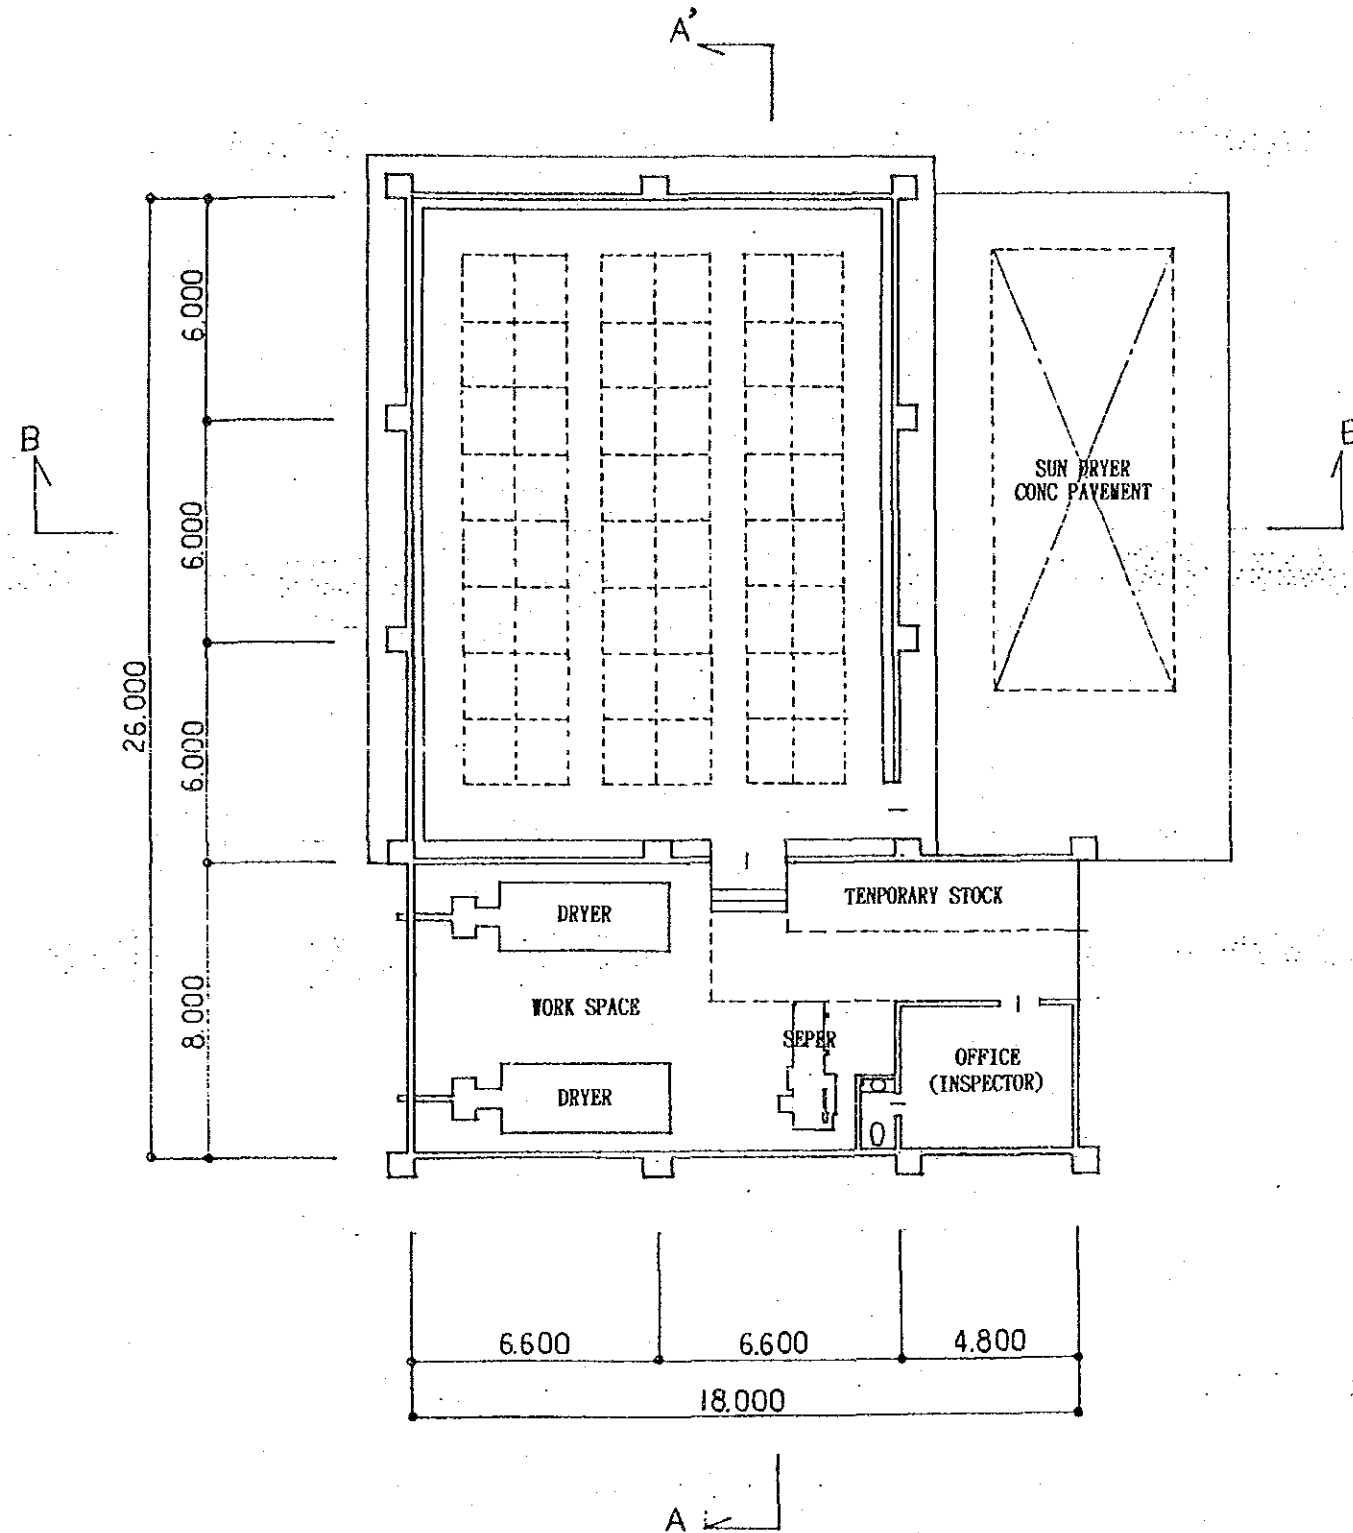 A'
6.000
B
SUN DRYER
CONC PAVEMENT
6.000
26.000
6.000
TENPORARY STOCK
DRYER
WORK SPACE
8.000
SEPER
OFFICE
(INSPECTOR)
DRYER
6.600
6.600
4.800
18.000
A